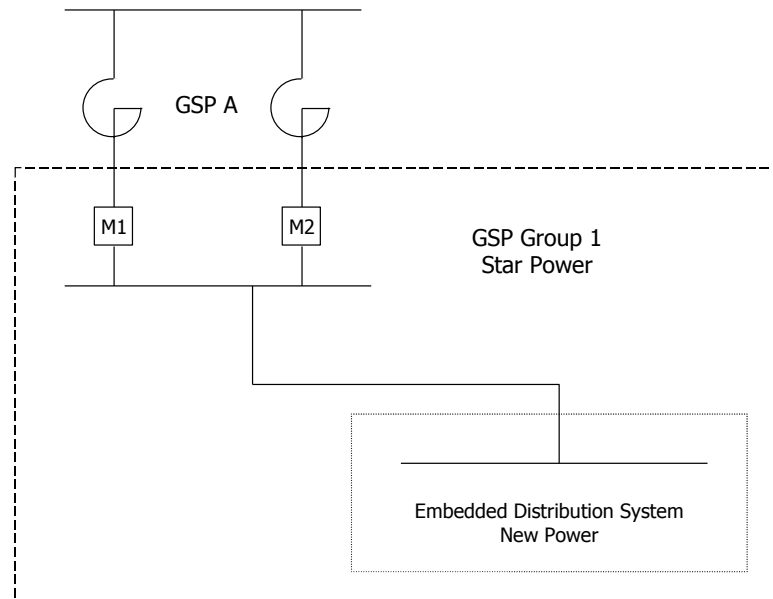 GSP A
M1
M2
GSP Group 1
Star Power
Embedded Distribution System
New Power